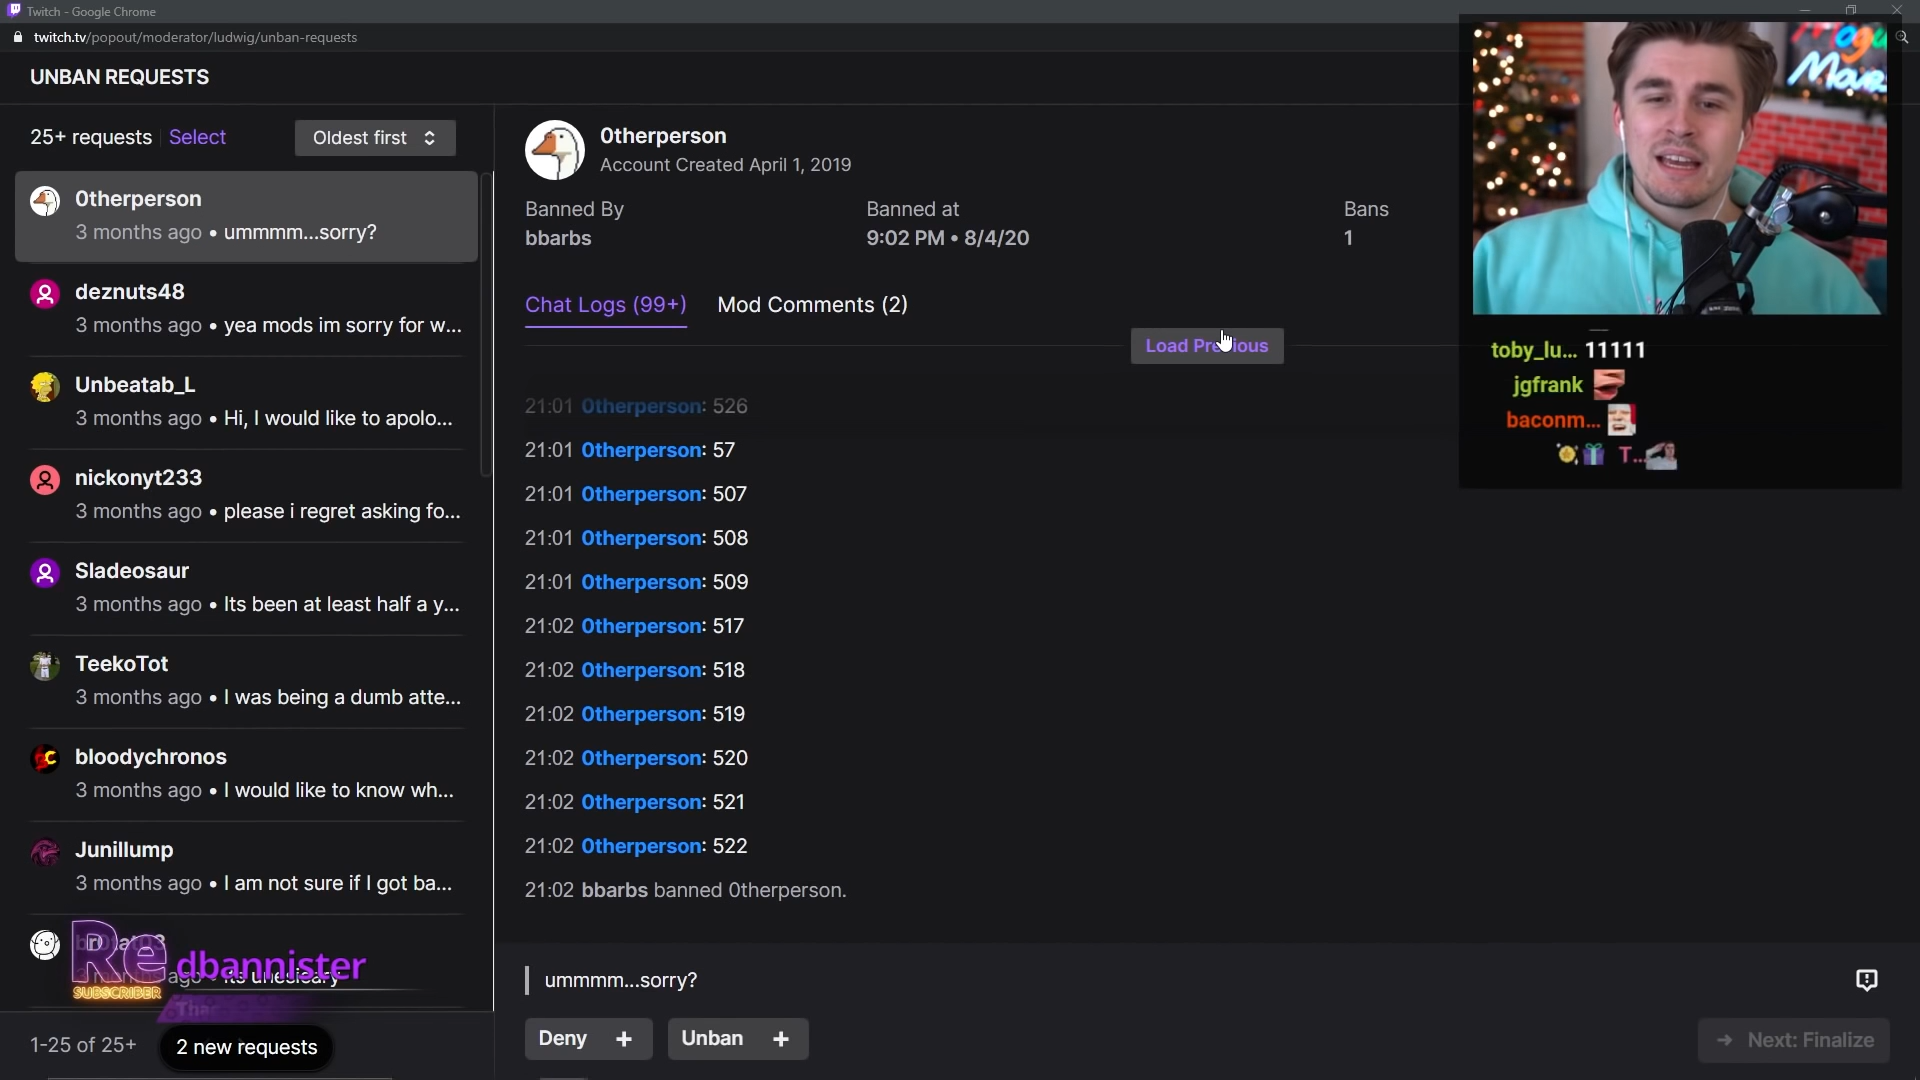 Twitch - Google Chrome
twitch.tv/popout/moderator/ludwig/unban-requests
UNBAN REQUESTS
25+ requests Select Oldest first
0therperson
3 months ago • ummmm...sorry?
deznuts48
3 months ago • yea mods im sorry for w...
Unbeatab_L
3 months ago • Hi, I would like to apolo...
nickonyt233
3 months ago • please i regret asking fo...
Sladeosaur
3 months ago • Its been at least half a y...
TeekoTot
3 months ago • I was being a dumb atte...
bloodychronos
3 months ago • I would like to know wh...
Junillump
3 months ago • I am not sure if I got ba...
Re
dbannister
SUBSCRIBER
1-25 of 25+
2 new requests
0therperson
Account Created April 1, 2019
Banned By
bbarbs
Banned at
9:02 PM • 8/4/20
Bans
1
Chat Logs (99+) Mod Comments (2)
Load Previous
21:01 0therperson: 526
21:01 0therperson: 57
21:01 0therperson: 507
21:01 0therperson: 508
21:01 0therperson: 509
21:02 0therperson: 517
21:02 0therperson: 518
21:02 0therperson: 519
21:02 0therperson: 520
21:02 0therperson: 521
21:02 0therperson: 522
21:02 bbarbs banned 0therperson.
ummmm...sorry?
Deny + Unban +
Next: Finalize
toby_lu... 11111
jgfrank
baconm...
T...